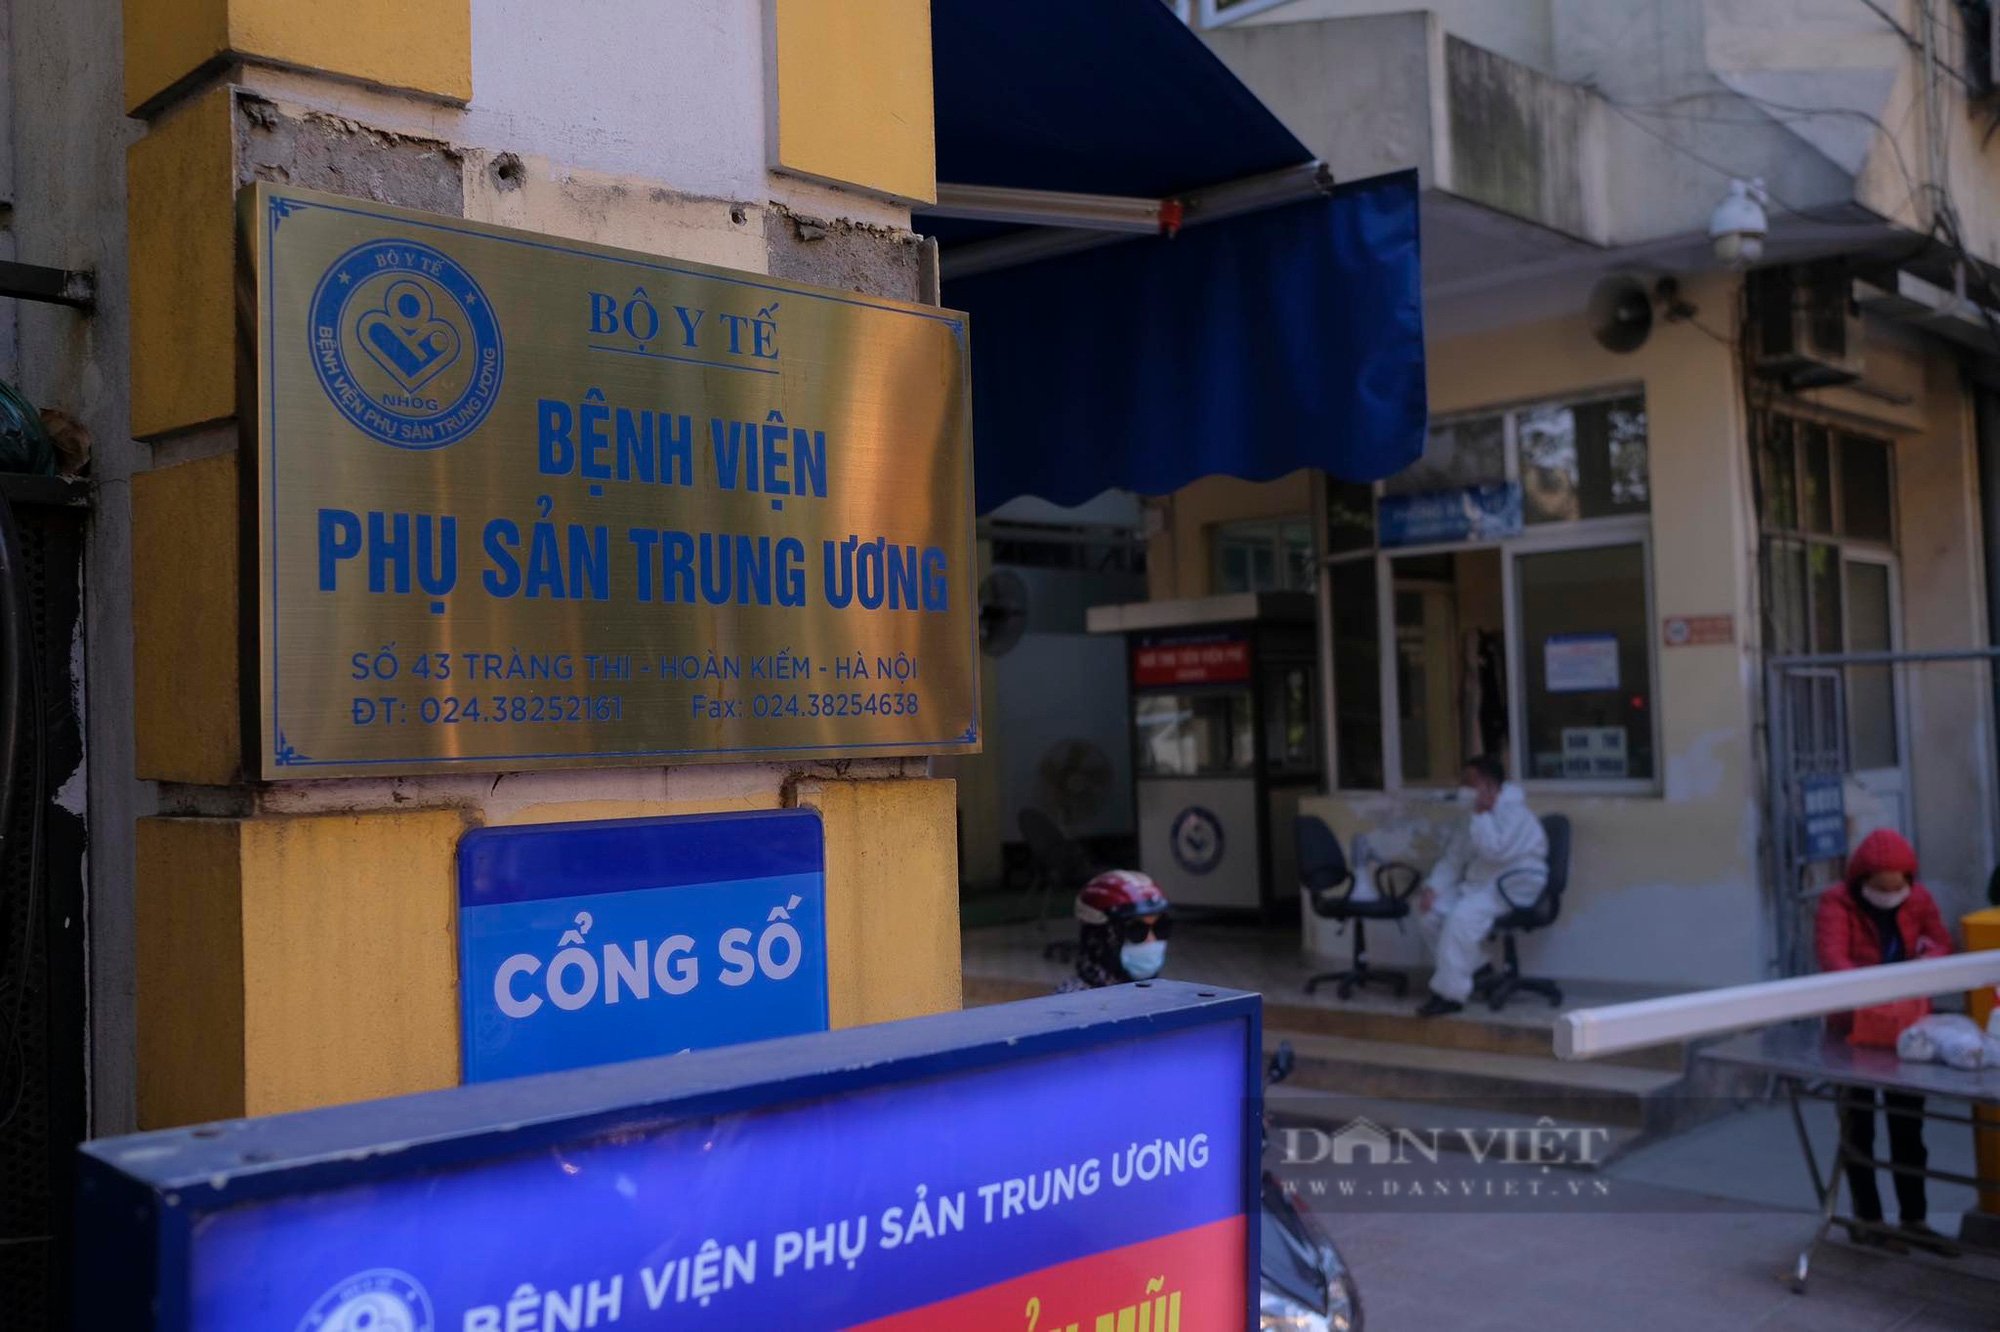 BỘ Y TẾ
BỆNH VIỆN PHỤ SẢN TRUNG ƯƠNG
NHOG
BỘ Y TẾ
BỆNH VIỆN
PHỤ SẢN TRUNG ƯƠNG
SỐ 43 TRÀNG THI - HOÀN KIẾM - HÀ NỘI
ĐT: 024.38252161 Fax: 024.38254638
CỔNG SỐ
BỆNH VIỆN PHỤ SẢN TRUNG ƯƠNG
MŨI
DÂN VIỆT
WWW.DANVIET.VN